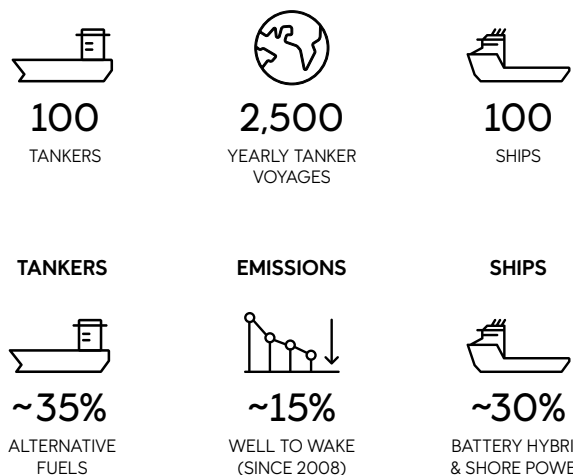 100
TANKERS
2,500
YEARLY TANKER
VOYAGES
100
SHIPS
TANKERS
~35%
ALTERNATIVE
FUELS
EMISSIONS
~15%
WELL TO WAKE
(SINCE 2008)
SHIPS
~30%
BATTERY HYBRI
& SHORE POWE